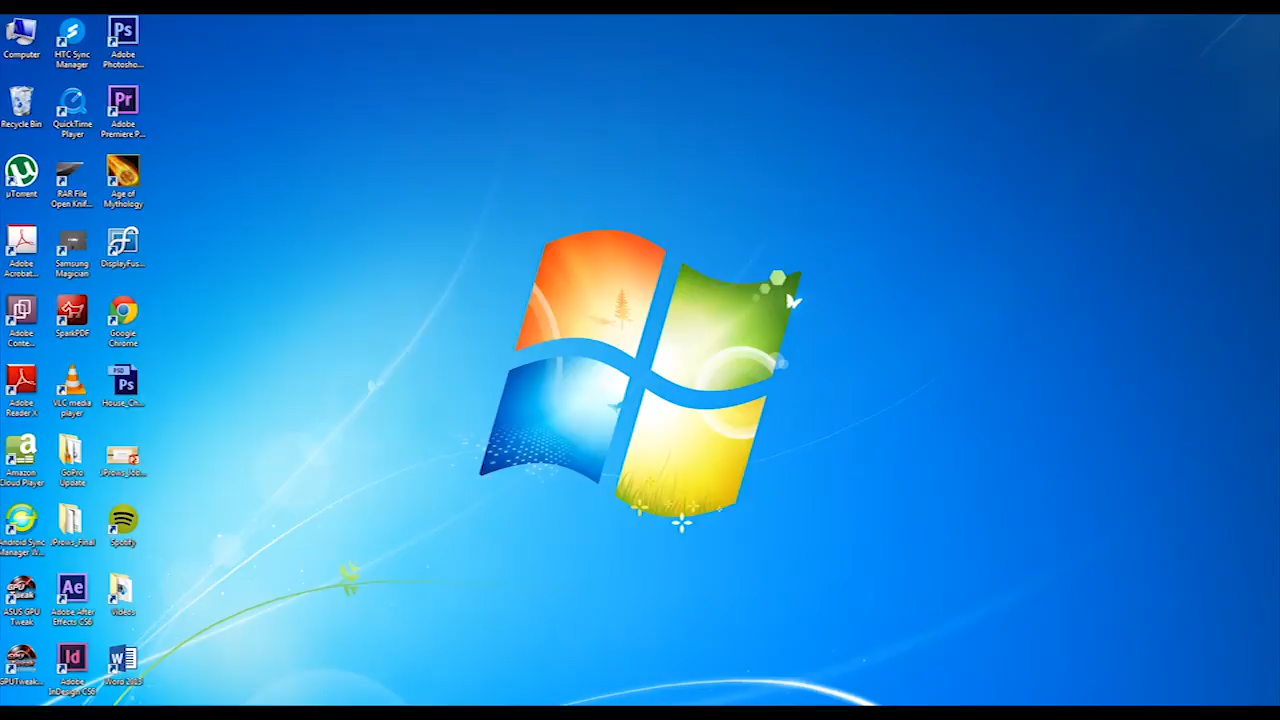 Computer
HTC Sync
Manager
Adobe
Photosho...
Recycle Bin
QuickTime
Player
Adobe
Premiere P...
µTorrent
RAR File
Open Knif...
Age of
Mythology
Adobe
Acrobat...
Samsung
Magician
DisplayFus...
Adobe
Conte...
SparkPDF
Google
Chrome
Adobe
Reader X
VLC media
player
House_Ch...
Amazon
Cloud Player
GoPro
Update
JProws_Job...
Android Sync
Manager W...
JProws_Final
Spotify
ASUS GPU
Tweak
Adobe After
Effects CS6
Videos
GPUTweak...
Adobe
InDesign CS6
Word 2013